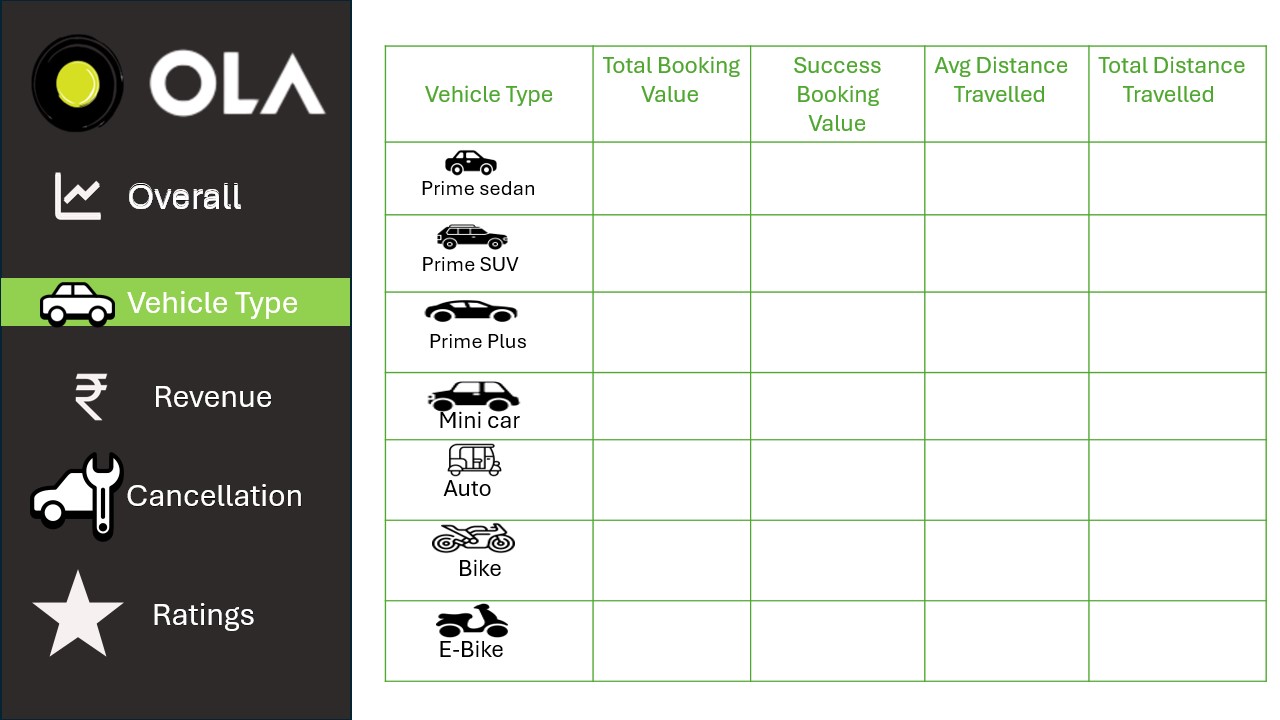 OLA
Overall
Vehicle Type
₹ Revenue
Cancellation
Ratings
Vehicle Type
Total Booking
Value
Success
Booking
Value
Avg Distance
Travelled
Total Distance
Travelled
Prime sedan
Prime SUV
Prime Plus
Mini car
Auto
Bike
E-Bike